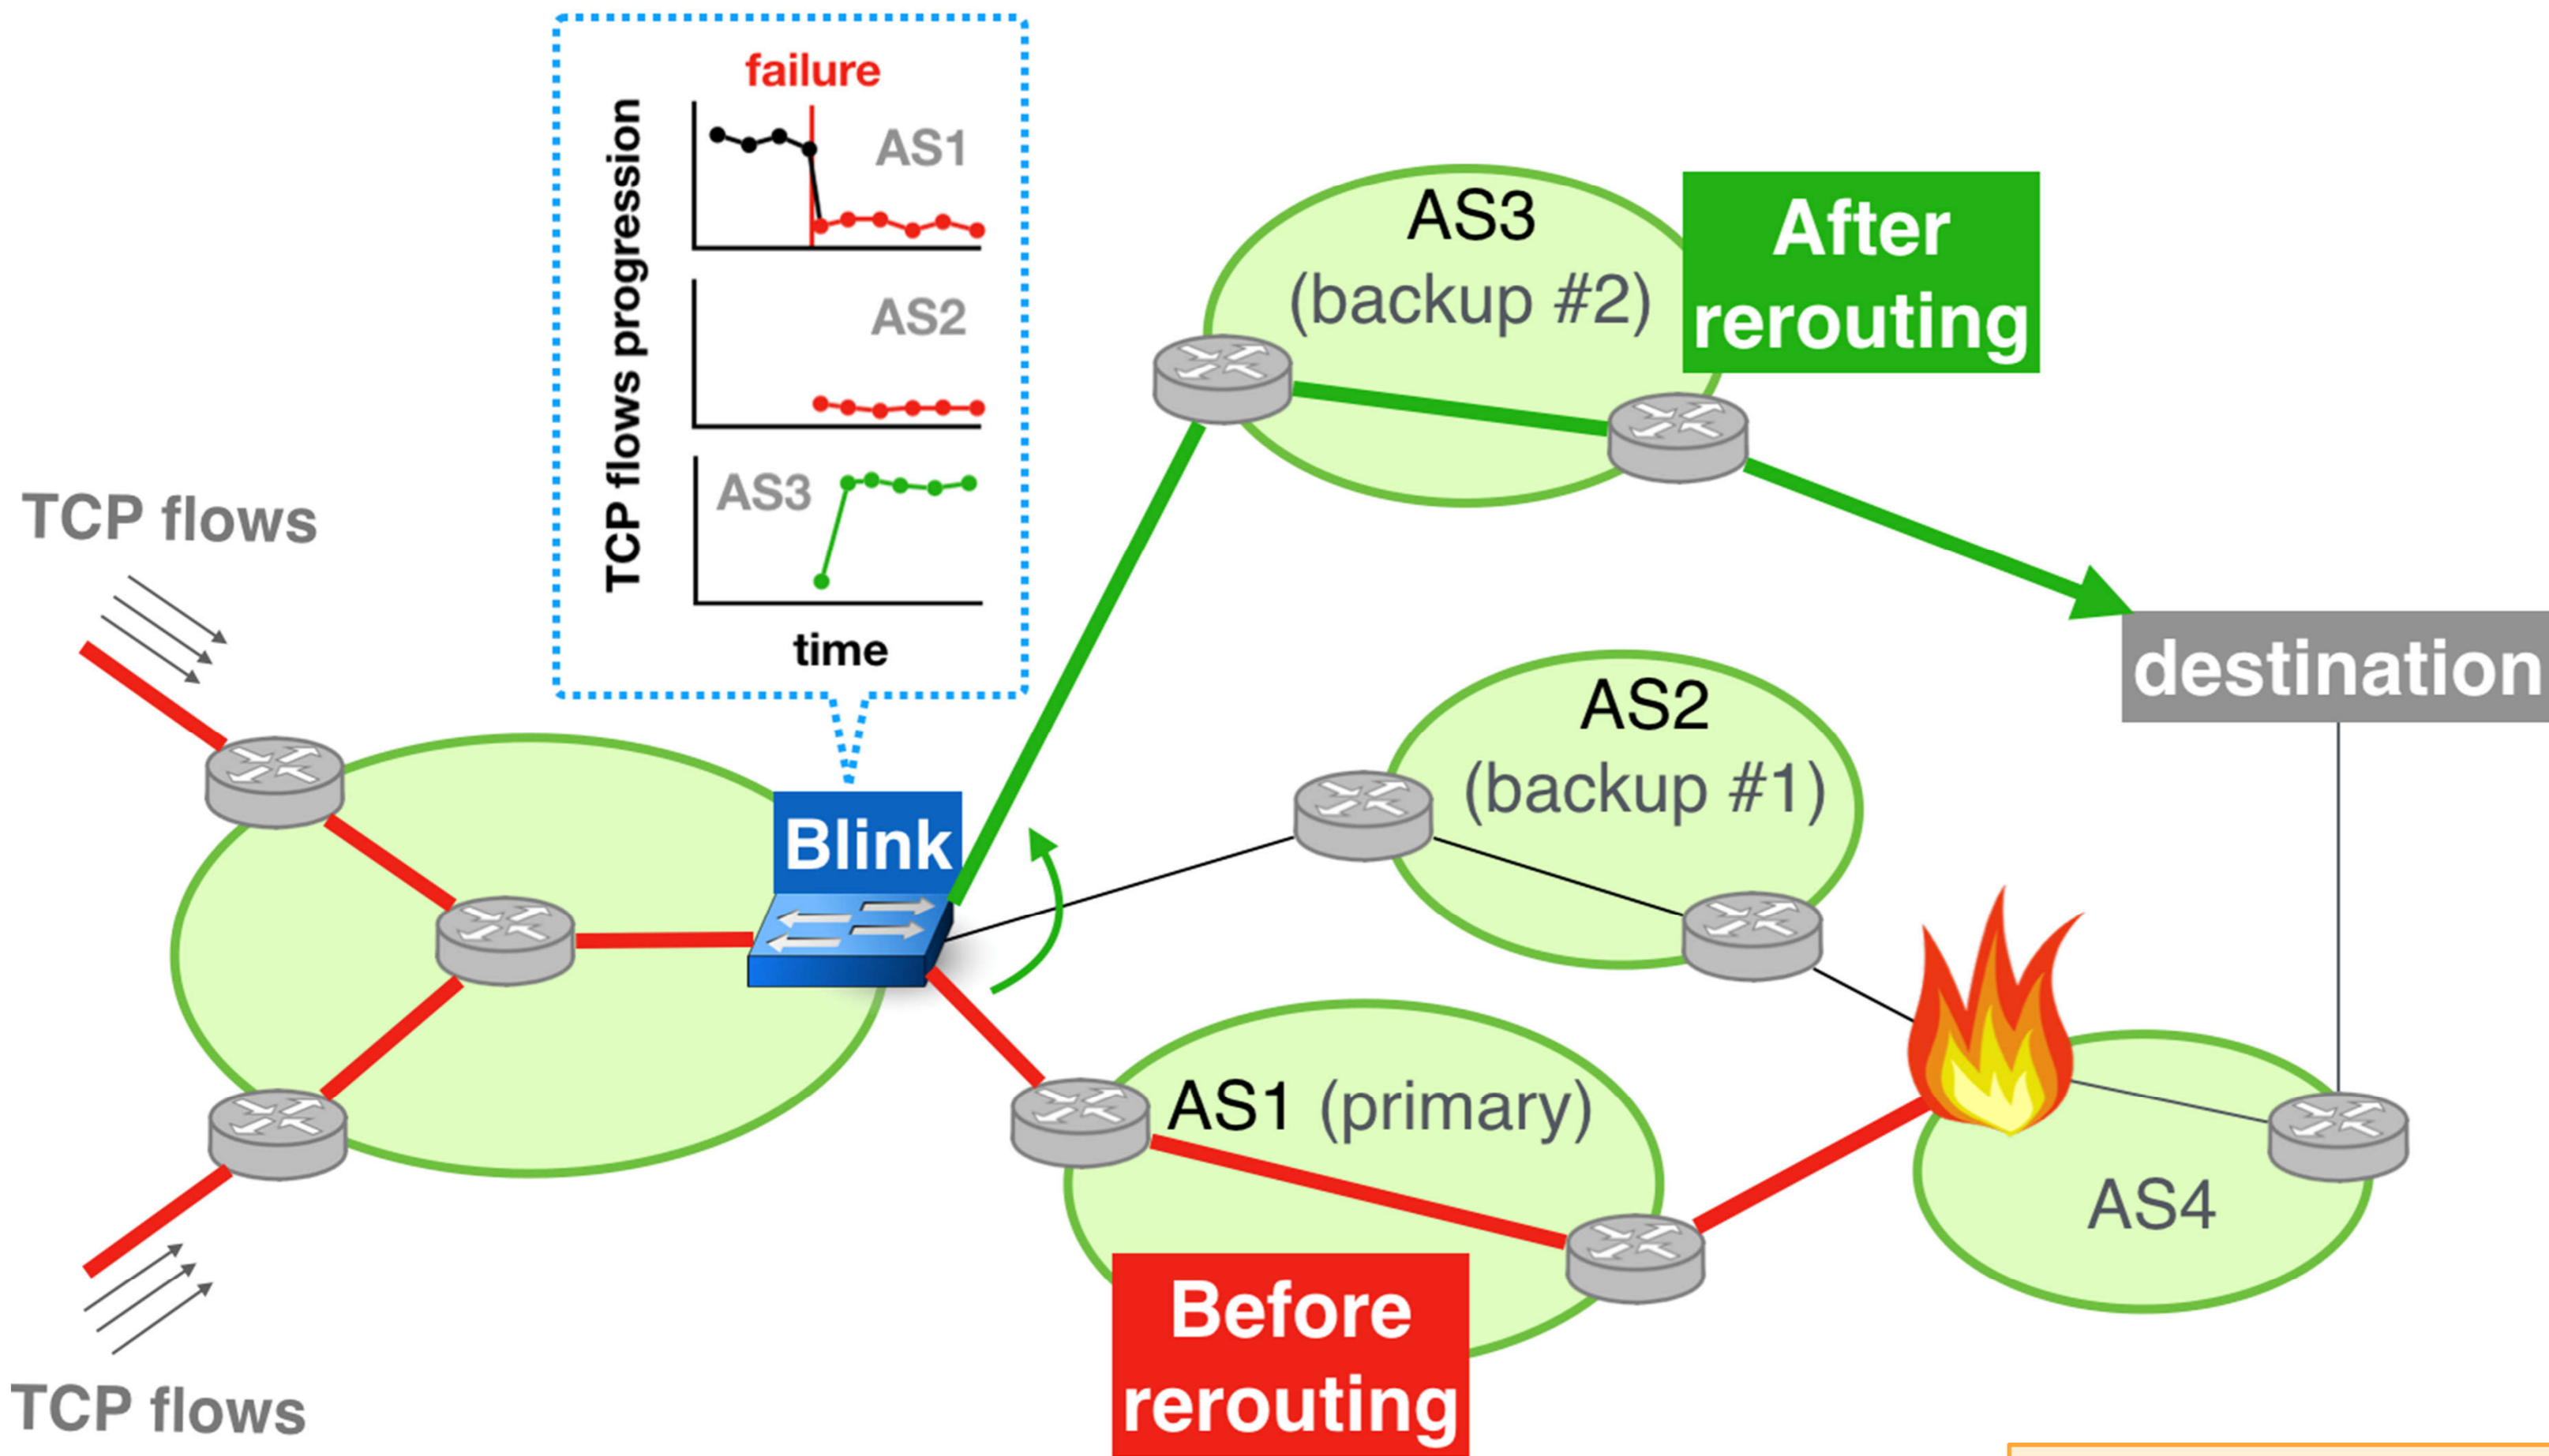 failure
TCP flows progression
AS1
AS2
AS3
time
AS3
(backup #2)
After
rerouting
TCP flows
destination
AS2
(backup #1)
Blink
AS1 (primary)
AS4
Before
rerouting
TCP flows